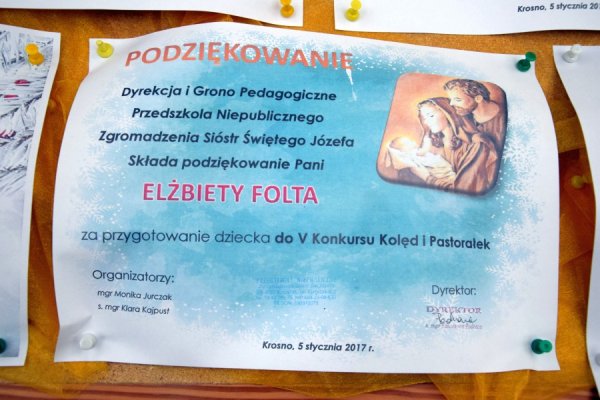 Krosno, 5 stycznia 201
PODZIĘKOWANIE
Dyrekcja i Grono Pedagogiczne
Przedszkola Niepublicznego
Zgromadzenia Sióstr Świętego Józefa
Składa podziękowanie Pani
ELŻBIETY FOLTA
za przygotowanie dziecka do V Konkursu Kolęd i Pastorałek
Organizatorzy:
mgr Monika Jurczak
s. mgr Klara Kajpust
Dyrektor:
DYREKTOR
Krosno, 5 stycznia 2017 r.